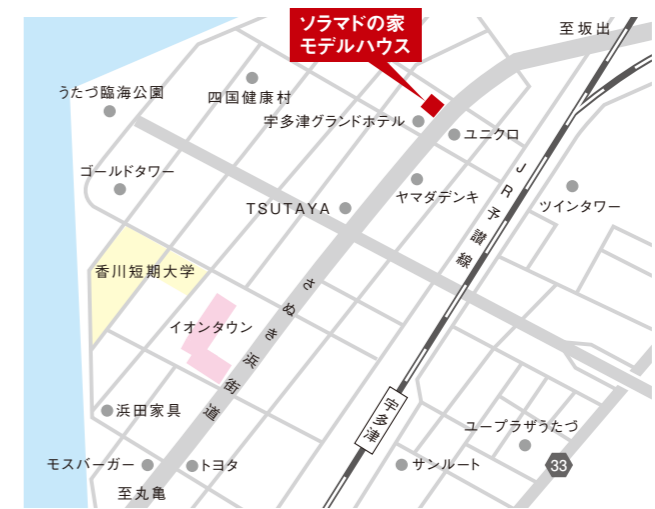 ソラマドの家
モデルハウス
至坂出
うたづ臨海公園
四国健康村
宇多津グランドホテル
ユニクロ
ゴールドタワー
ヤマダデンキ
JR予讃線
ツインタワー
TSUTAYA
香川短期大学
さぬき浜街道
イオンタウン
浜田家具
宇多津
ユープラザうたづ
モスバーガー
トヨタ
サンルート
33
至丸亀